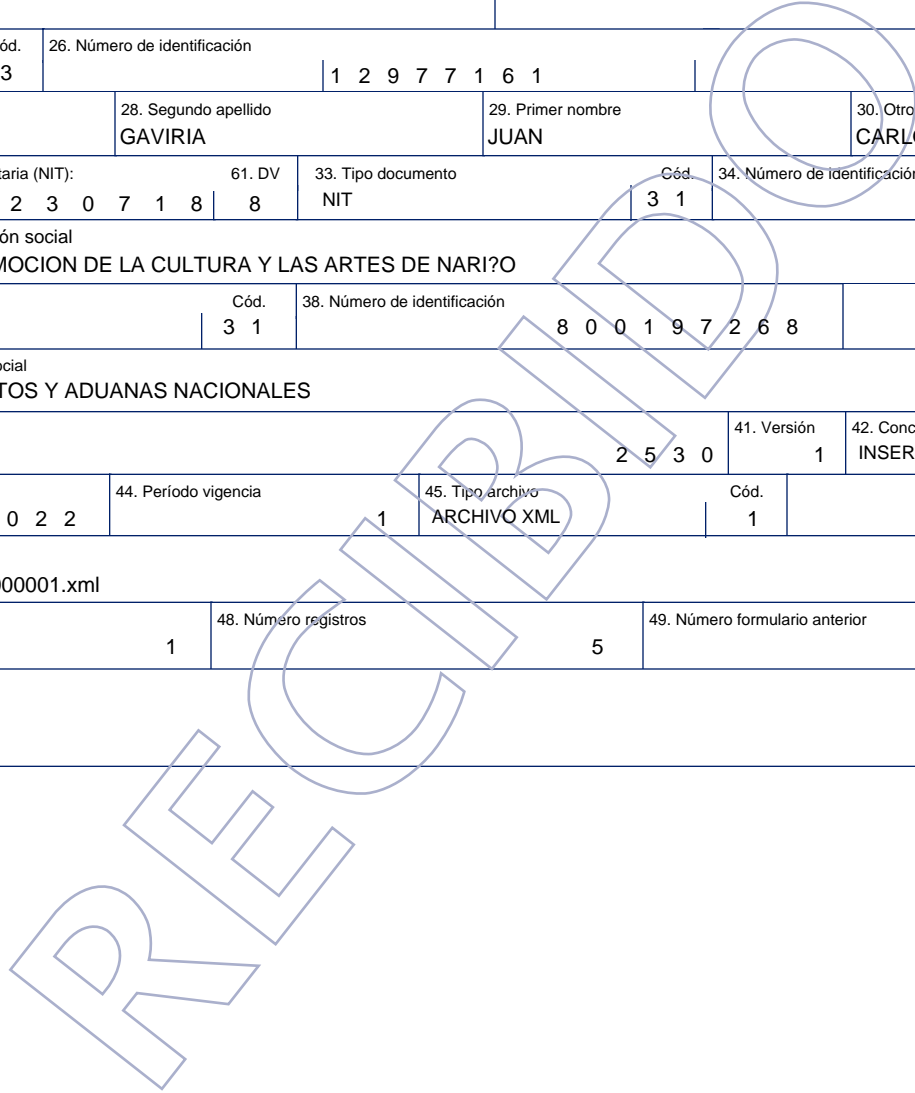 ód. 26. Número de identificación
3 1 2 9 7 7 1 6 1
28. Segundo apellido 29. Primer nombre 30. Otro
GAVIRIA JUAN CARLO
taria (NIT): 61. DV 33. Tipo documento Cód. 34. Número de identificación
2 3 0 7 1 8 8 NIT 3 1
ón social
MOCION DE LA CULTURA Y LAS ARTES DE NARI?O
Cód. 38. Número de identificación
3 1 8 0 0 1 9 7 2 6 8
ocial
TOS Y ADUANAS NACIONALES
41. Versión 42. Conc
2 5 3 0 1 INSER
44. Período vigencia 45. Tipo archivo Cód.
0 2 2 1 ARCHIVO XML 1
000001.xml
48. Número registros 49. Número formulario anterior
1 5
RECIBIDO